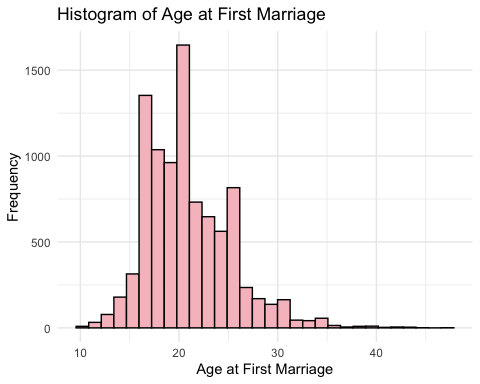 Histogram of Age at First Marriage
1500
1000
500
0
Frequency
10 20 30 40
Age at First Marriage